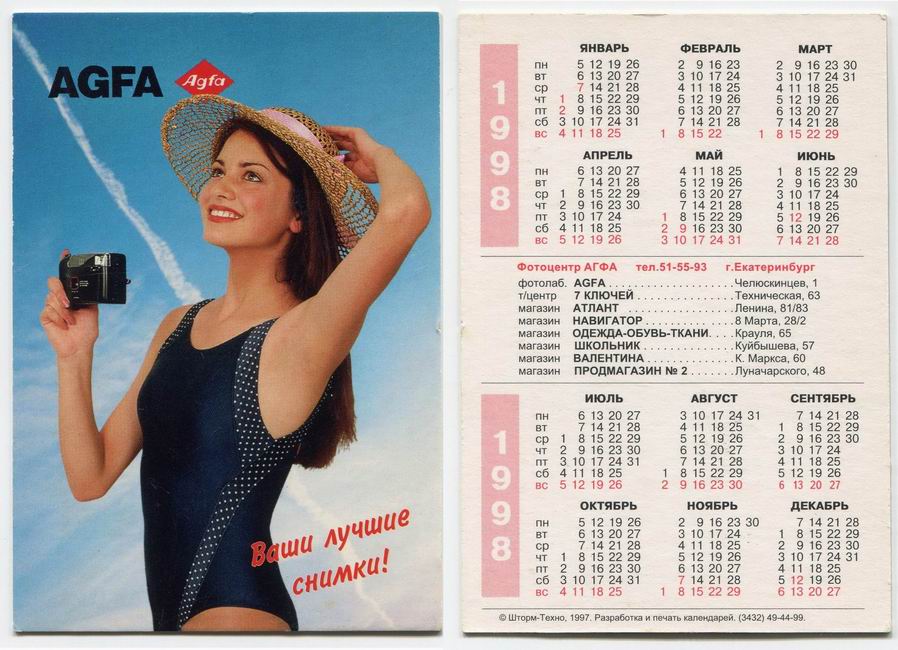 AGFA
Agfa
Ваши лучшие
снимки!
1998
ЯНВАРЬ ФЕВРАЛЬ МАРТ
пн 5 12 19 26 2 9 16 23 2 9 16 23 30
вт 6 13 20 27 3 10 17 24 3 10 17 24 31
ср 7 14 21 28 4 11 18 25 4 11 18 25
чт 1 8 15 22 29 5 12 19 26 5 12 19 26
пт 2 9 16 23 30 6 13 20 27 6 13 20 27
сб 3 10 17 24 31 7 14 21 28 7 14 21 28
вс 4 11 18 25 1 8 15 22 1 8 15 22 29
АПРЕЛЬ МАЙ ИЮНЬ
пн 6 13 20 27 4 11 18 25 1 8 15 22 29
вт 7 14 21 28 5 12 19 26 2 9 16 23 30
ср 1 8 15 22 29 6 13 20 27 3 10 17 24
чт 2 9 16 23 30 7 14 21 28 4 11 18 25
пт 3 10 17 24 1 8 15 22 29 5 12 19 26
сб 4 11 18 25 2 9 16 23 30 6 13 20 27
вс 5 12 19 26 3 10 17 24 31 7 14 21 28
Фотоцентр АГФА тел.51-55-93 г.Екатеринбург
фотолаб. AGFA . . . . . . . . . . . . . . . . . . . . . Челюскинцев, 1
т/центр 7 КЛЮЧЕЙ . . . . . . . . . . . . . . . . Техническая, 63
магазин АТЛАНТ . . . . . . . . . . . . . . . . . . Ленина, 81/83
магазин НАВИГАТОР . . . . . . . . . . . . . . . 8 Марта, 28/2
магазин ОДЕЖДА-ОБУВЬ-ТКАНИ. . . . Крауля, 65
магазин ШКОЛЬНИК . . . . . . . . . . . . . . . Куйбышева, 57
магазин ВАЛЕНТИНА . . . . . . . . . . . . . . . К. Маркса, 60
магазин ПРОДМАГАЗИН № 2 . . . . . . . Луначарского, 48
1998
ИЮЛЬ АВГУСТ СЕНТЯБРЬ
пн 6 13 20 27 3 10 17 24 31 7 14 21 28
вт 7 14 21 28 4 11 18 25 1 8 15 22 29
ср 1 8 15 22 29 5 12 19 26 2 9 16 23 30
чт 2 9 16 23 30 6 13 20 27 3 10 17 24
пт 3 10 17 24 31 7 14 21 28 4 11 18 25
сб 4 11 18 25 1 8 15 22 29 5 12 19 26
вс 5 12 19 26 2 9 16 23 30 6 13 20 27
ОКТЯБРЬ НОЯБРЬ ДЕКАБРЬ
пн 5 12 19 26 2 9 16 23 30 7 14 21 28
вт 6 13 20 27 3 10 17 24 1 8 15 22 29
ср 7 14 21 28 4 11 18 25 2 9 16 23 30
чт 1 8 15 22 29 5 12 19 26 3 10 17 24 31
пт 2 9 16 23 30 6 13 20 27 4 11 18 25
сб 3 10 17 24 31 7 14 21 28 5 12 19 26
вс 4 11 18 25 1 8 15 22 29 6 13 20 27
© Шторм-Техно, 1997. Разработка и печать календарей. (3432) 49-44-99.